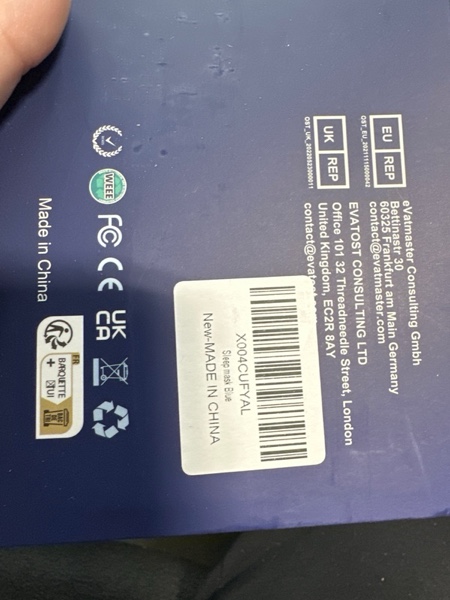 EU REP
OST_EU_20211115000062
eVatmaster Consulting Gmbh
Bettinastr 30
60325 Frankfurt am Main, Germany
contact@evatmaster.com
UK REP
EVATOST CONSULTING LTD
Office 101 32 Threadneedle Street, London
United Kingdom, EC2R 8AY
X004CUFYAL
Sleep mask Blue
New-MADE IN CHINA
WEEE
FC CE UK CA
Made in China
FR
BARQUETTE
+